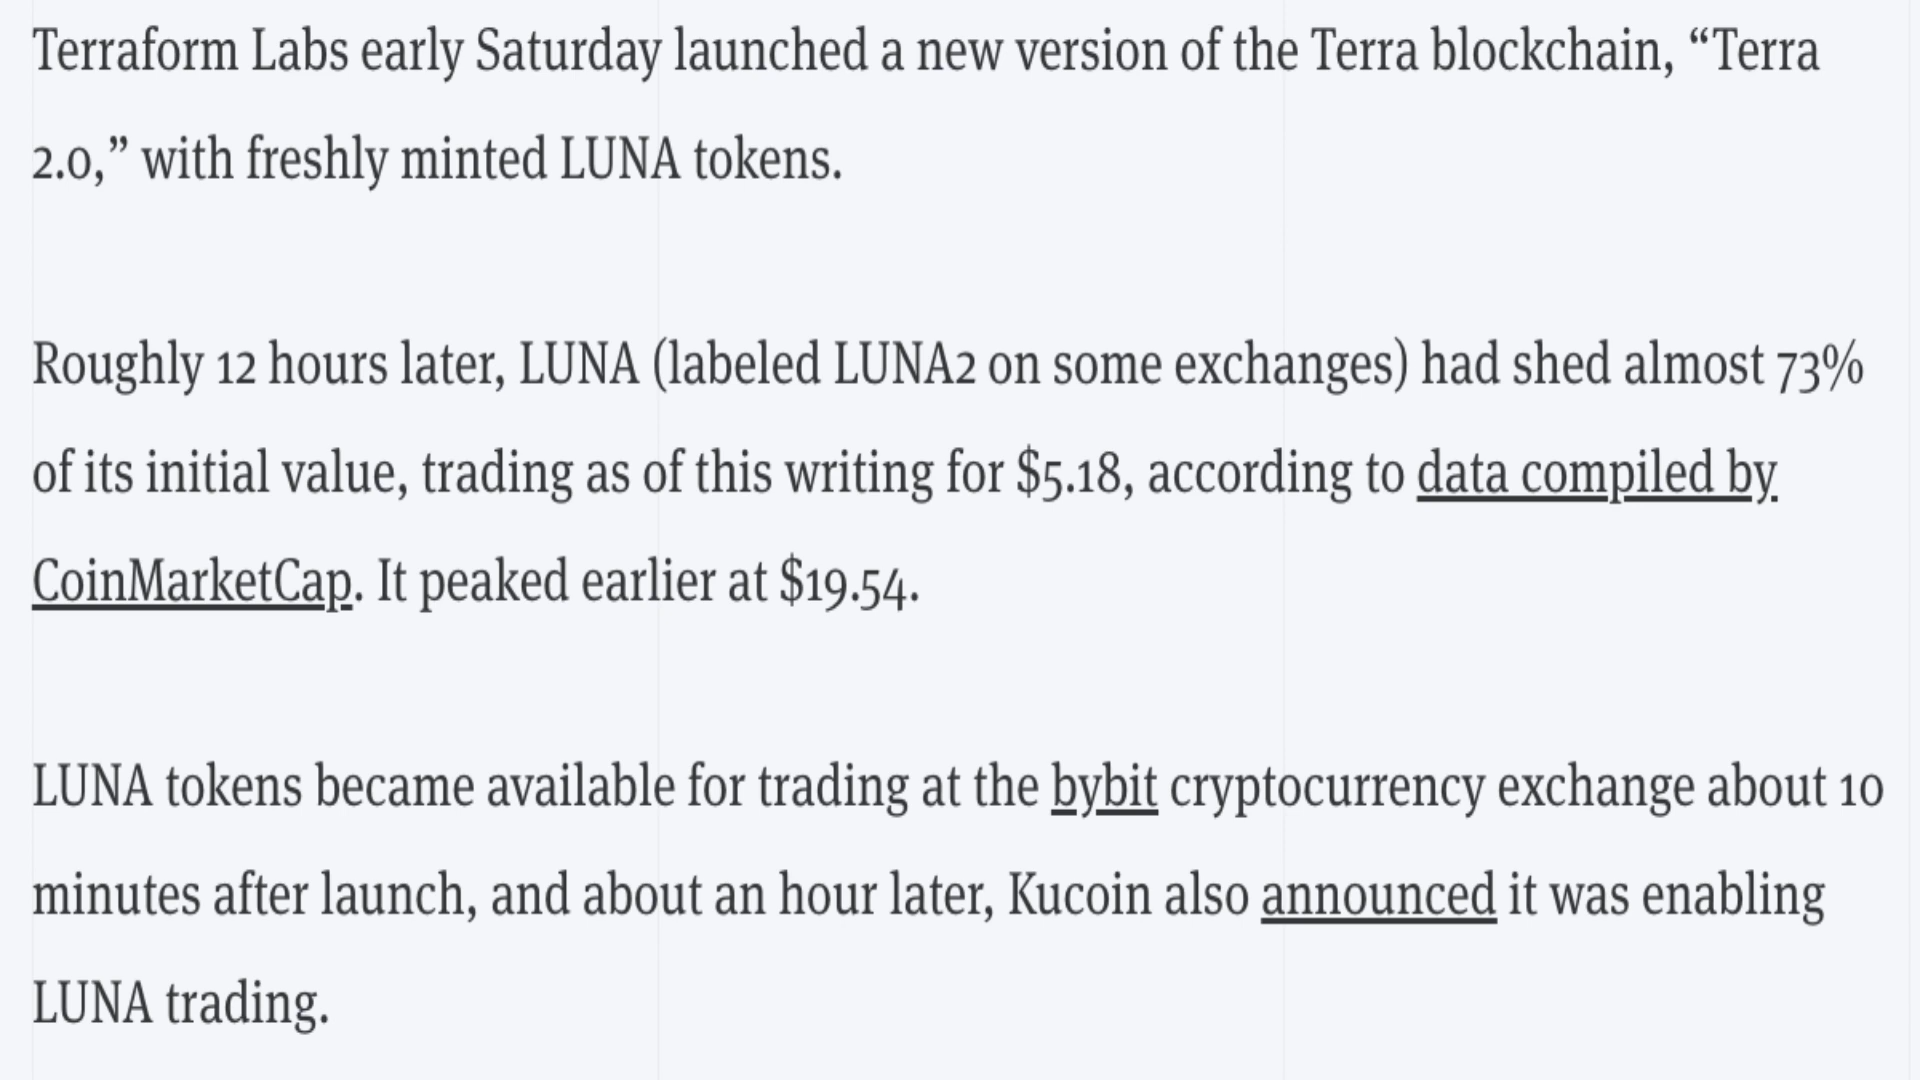 Terraform Labs early Saturday launched a new version of the Terra blockchain, “Terra
2.0,” with freshly minted LUNA tokens.
Roughly 12 hours later, LUNA (labeled LUNA2 on some exchanges) had shed almost 73%
of its initial value, trading as of this writing for $5.18, according to data compiled by
CoinMarketCap. It peaked earlier at $19.54.
LUNA tokens became available for trading at the bybit cryptocurrency exchange about 10
minutes after launch, and about an hour later, Kucoin also announced it was enabling
LUNA trading.